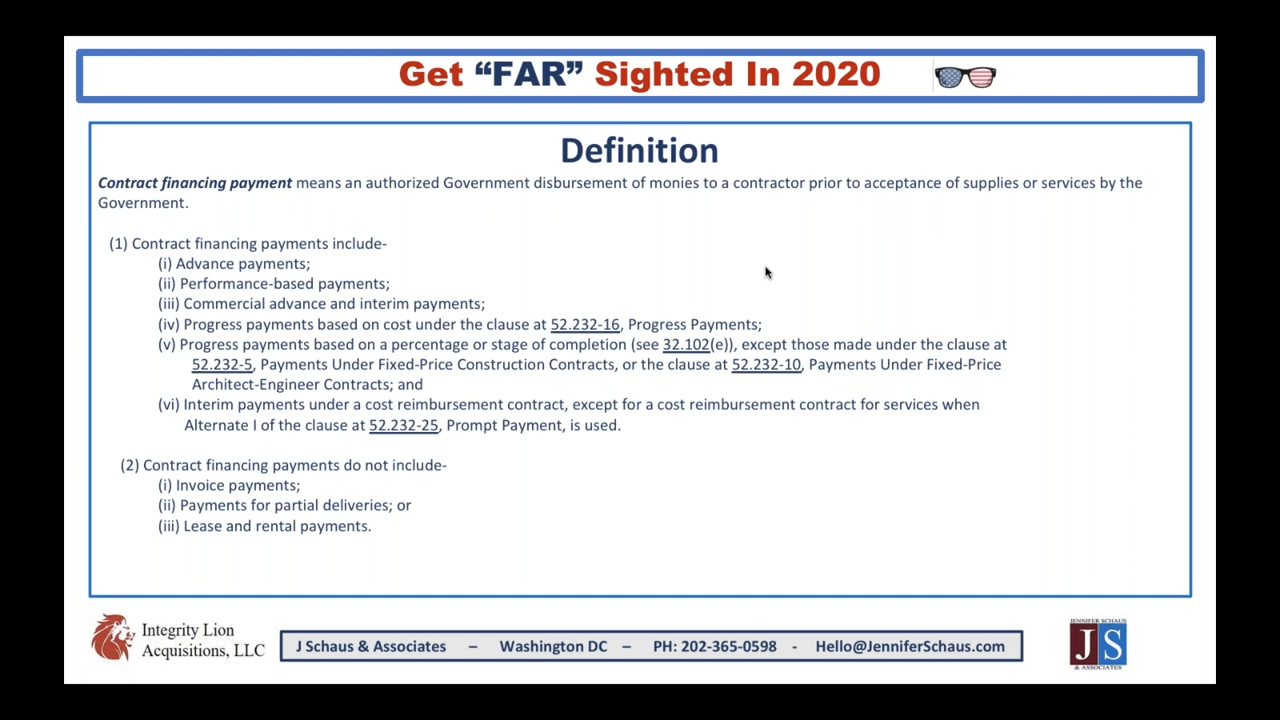 Get “FAR” Sighted In 2020
Definition
Contract financing payment means an authorized Government disbursement of monies to a contractor prior to acceptance of supplies or services by the
Government.
(1) Contract financing payments include-
(i) Advance payments;
(ii) Performance-based payments;
(iii) Commercial advance and interim payments;
(iv) Progress payments based on cost under the clause at 52.232-16, Progress Payments;
(v) Progress payments based on a percentage or stage of completion (see 32.102(e)), except those made under the clause at
52.232-5, Payments Under Fixed-Price Construction Contracts, or the clause at 52.232-10, Payments Under Fixed-Price
Architect-Engineer Contracts; and
(vi) Interim payments under a cost reimbursement contract, except for a cost reimbursement contract for services when
Alternate I of the clause at 52.232-25, Prompt Payment, is used.
(2) Contract financing payments do not include-
(i) Invoice payments;
(ii) Payments for partial deliveries; or
(iii) Lease and rental payments.
Integrity Lion
Acquisitions, LLC
J Schaus & Associates – Washington DC – PH: 202-365-0598 - Hello@JenniferSchaus.com
JENNIFER SCHAUS
JS
& ASSOCIATES